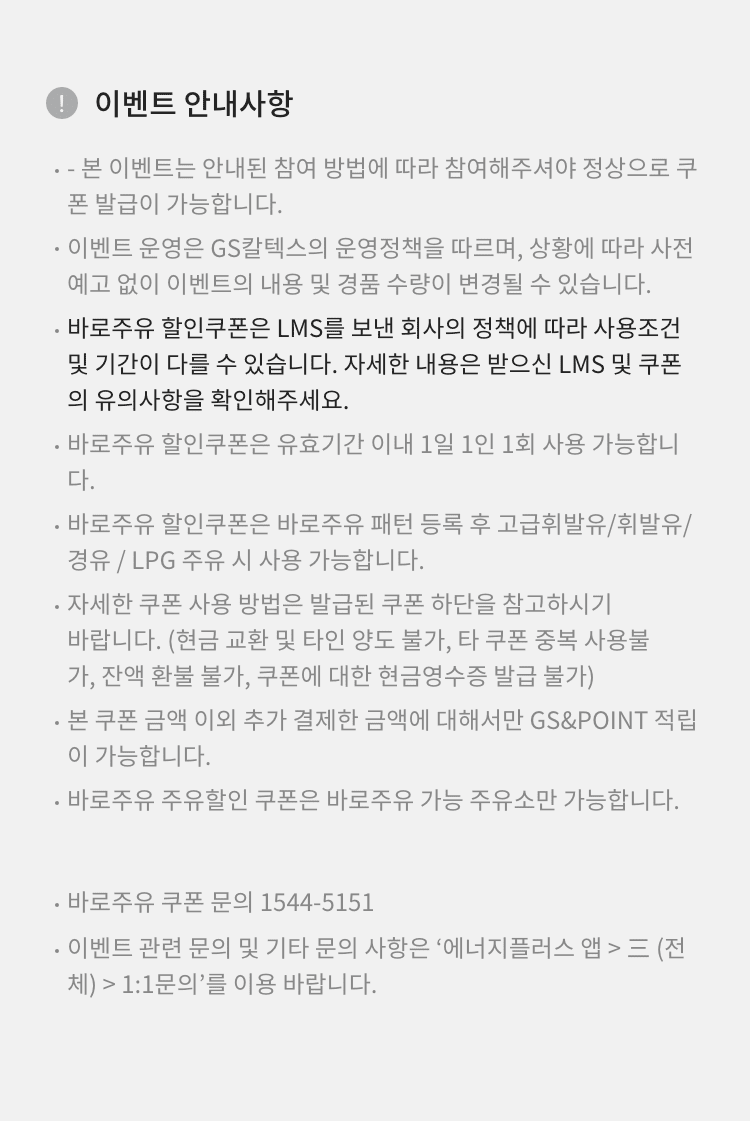 ! 이벤트 안내사항
• - 본 이벤트는 안내된 참여 방법에 따라 참여해주셔야 정상으로 쿠
폰 발급이 가능합니다.
• 이벤트 운영은 GS칼텍스의 운영정책을 따르며, 상황에 따라 사전
예고 없이 이벤트의 내용 및 경품 수량이 변경될 수 있습니다.
• 바로주유 할인쿠폰은 LMS를 보낸 회사의 정책에 따라 사용조건
및 기간이 다를 수 있습니다. 자세한 내용은 받으신 LMS 및 쿠폰
의 유의사항을 확인해주세요.
• 바로주유 할인쿠폰은 유효기간 이내 1일 1인 1회 사용 가능합니
다.
• 바로주유 할인쿠폰은 바로주유 패턴 등록 후 고급휘발유/휘발유/
경유 / LPG 주유 시 사용 가능합니다.
• 자세한 쿠폰 사용 방법은 발급된 쿠폰 하단을 참고하시기
바랍니다. (현금 교환 및 타인 양도 불가, 타 쿠폰 중복 사용불
가, 잔액 환불 불가, 쿠폰에 대한 현금영수증 발급 불가)
• 본 쿠폰 금액 이외 추가 결제한 금액에 대해서만 GS&POINT 적립
이 가능합니다.
• 바로주유 주유할인 쿠폰은 바로주유 가능 주유소만 가능합니다.
• 바로주유 쿠폰 문의 1544-5151
• 이벤트 관련 문의 및 기타 문의 사항은 ‘에너지플러스 앱 > 三 (전
체) > 1:1문의’를 이용 바랍니다.